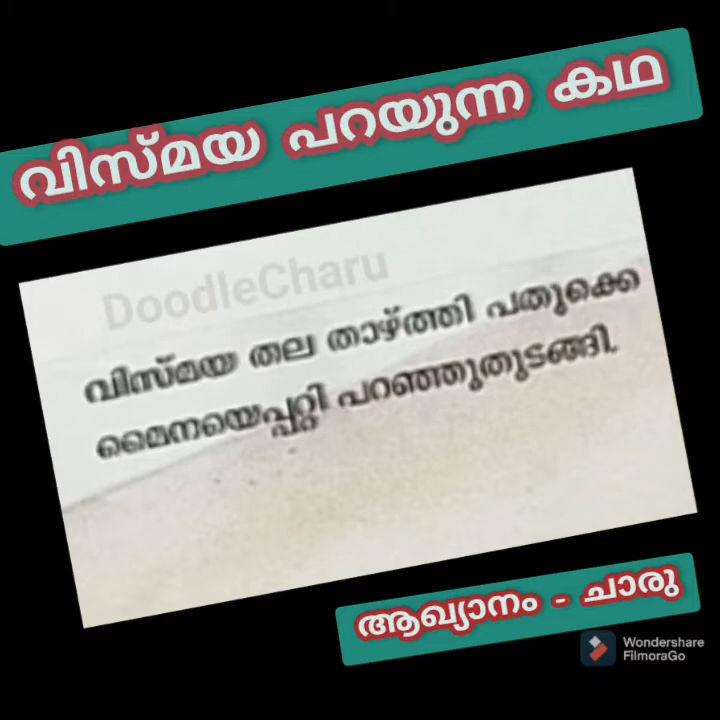 വിസ്മയ പറയുന്ന കഥ
DoodleCharu
വിസ്മയ തല താഴ്ത്തി പതുക്കെ
മൈനയെപ്പറ്റി പറഞ്ഞുതുടങ്ങി.
ആഖ്യാനം - ചാരു
Wondershare
FilmoraGo